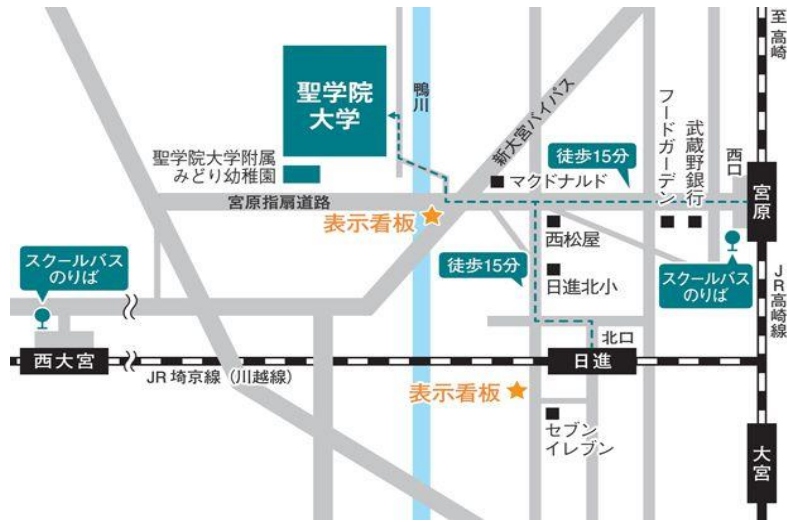 至高崎
聖学院
大学
鴨川
新大宮バイパス
フードガーデン
武蔵野銀行
西口
徒歩15分
聖学院大学附属
みどり幼稚園
マクドナルド
宮原
宮原指扇道路
表示看板
西松屋
スクールバス
のりば
徒歩15分
日進北小
スクールバス
のりば
JR高崎線
北口
西大宮
日進
JR 埼京線（川越線）
表示看板
セブン
イレブン
大宮